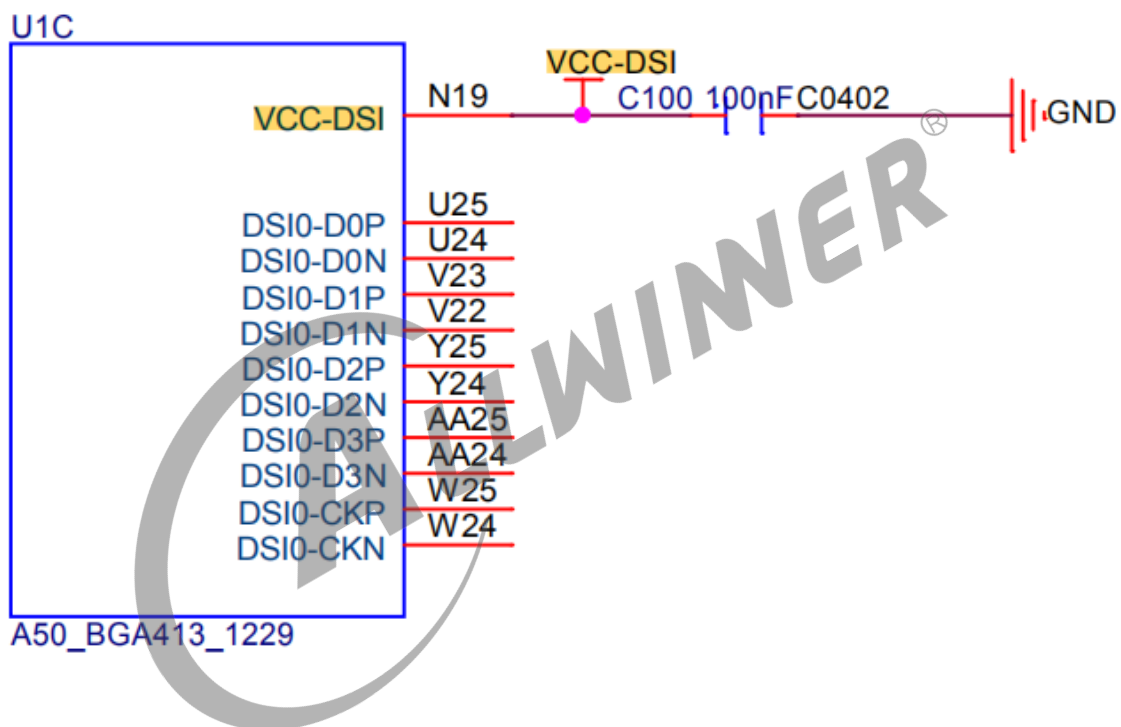 U1C
VCC-DSI
VCC-DSI N19 C100 100nF C0402 GND
DSI0-D0P U25
DSI0-D0N U24
DSI0-D1P V23
DSI0-D1N V22
DSI0-D2P Y25
DSI0-D2N Y24
DSI0-D3P AA25
DSI0-D3N AA24
DSI0-CKP W25
DSI0-CKN W24
A50_BGA413_1229
ALLWINNER®